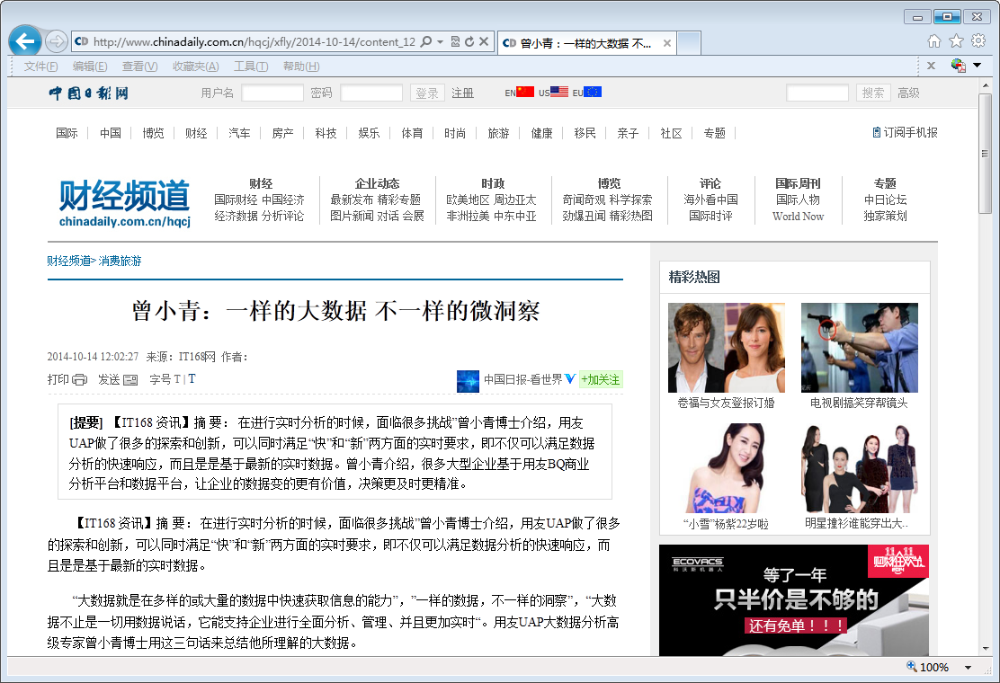 http://www.chinadaily.com.cn/hqcj/xfly/2014-10-14/content_12
CD 曾小青：一样的大数据 不...
文件(F) 编辑(E) 查看(V) 收藏夹(A) 工具(T) 帮助(H)
中国日报网 用户名 密码 登录 注册 EN US EU 搜索 高级
国际 中国 博览 财经 汽车 房产 科技 娱乐 体育 时尚 旅游 健康 移民 亲子 社区 专题 订阅手机报
财经频道
chinadaily.com.cn/hqcj
财经
国际财经 中国经济
经济数据 分析评论
企业动态
最新发布 精彩专题
图片新闻 对话 会展
时政
欧美地区 周边亚太
非洲拉美 中东中亚
博览
奇闻奇观 科学探索
劲爆丑闻 精彩热图
评论
海外看中国
国际时评
国际周刊
国际人物
World Now
专题
中日论坛
独家策划
财经频道> 消费旅游
曾小青：一样的大数据 不一样的微洞察
2014-10-14 12:02:27 来源：IT168网 作者：
打印 发送 字号 T | T
中国日报-看世界 +加关注
[提要] 【IT168 资讯】摘 要： 在进行实时分析的时候，面临很多挑战”曾小青博士介绍，用友
UAP做了很多的探索和创新，可以同时满足“快”和“新”两方面的实时要求，即不仅可以满足数据
分析的快速响应，而且是是基于最新的实时数据。曾小青介绍，很多大型企业基于用友BQ商业
分析平台和数据平台，让企业的数据变的更有价值，决策更及时更精准。
【IT168 资讯】摘 要： 在进行实时分析的时候，面临很多挑战”曾小青博士介绍，用友UAP做了很多
的探索和创新，可以同时满足“快”和“新”两方面的实时要求，即不仅可以满足数据分析的快速响应，而
且是是基于最新的实时数据。
“大数据就是在多样的或大量的数据中快速获取信息的能力”，”一样的数据，不一样的洞察”，“大数
据不止是一切用数据说话，它能支持企业进行全面分析、管理、并且更加实时“。用友UAP大数据分析高
级专家曾小青博士用这三句话来总结他所理解的大数据。
精彩热图
卷福与女友登报订婚
电视剧搞笑穿帮镜头
“小雪”杨紫22岁啦
明星撞衫谁能穿出大..
ECOVACS
科沃斯机器人
11.11
购物狂欢节
2014
等了一年
只半价是不够的
还有免单！！！
100%